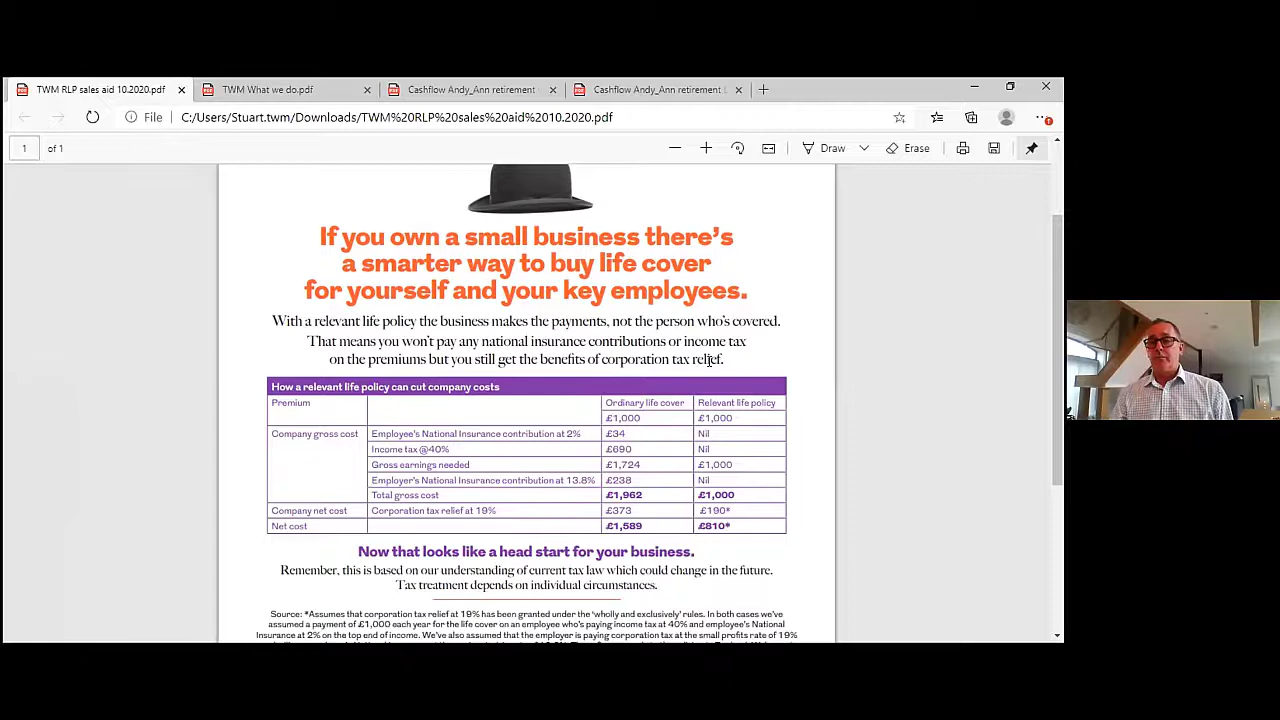 TWM RLP sales aid 10.2020.pdf
TWM What we do.pdf
Cashflow Andy_Ann retirement
Cashflow Andy_Ann retirement
File C:/Users/Stuart.twm/Downloads/TWM%20RLP%20sales%20aid%2010.2020.pdf
1 of 1
Draw
Erase
If you own a small business there's
a smarter way to buy life cover
for yourself and your key employees.
With a relevant life policy the business makes the payments, not the person who's covered.
That means you won't pay any national insurance contributions or income tax
on the premiums but you still get the benefits of corporation tax relief.
How a relevant life policy can cut company costs
Premium Ordinary life cover Relevant life policy
£1,000 £1,000
Company gross cost Employee's National Insurance contribution at 2% £34 Nil
Income tax @40% £690 Nil
Gross earnings needed £1,724 £1,000
Employer's National Insurance contribution at 13.8% £238 Nil
Total gross cost £1,962 £1,000
Company net cost Corporation tax relief at 19% £373 £190*
Net cost £1,589 £810*
Now that looks like a head start for your business.
Remember, this is based on our understanding of current tax law which could change in the future.
Tax treatment depends on individual circumstances.
Source: *Assumes that corporation tax relief at 19% has been granted under the 'wholly and exclusively' rules. In both cases we've
assumed a payment of £1,000 each year for the life cover on an employee who's paying income tax at 40% and employee's National
Insurance at 2% on the top end of income. We've also assumed that the employer is paying corporation tax at the small profits rate of 19%